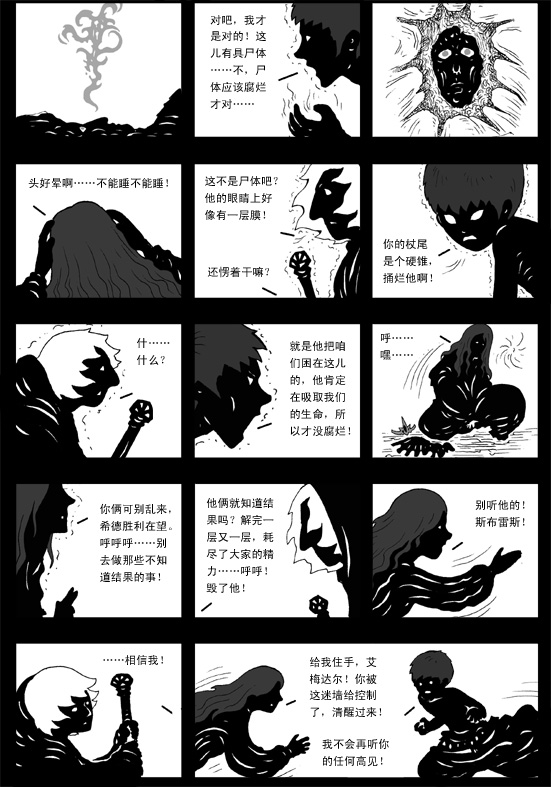 对吧，我才
是对的！这
儿有具尸体
……不，尸
体应该腐烂
才对……
头好晕啊……不能睡不能睡！
这不是尸体吧？
他的眼睛上好
像有一层膜！
还愣着干嘛？
你的杖尾
是个硬锥，
捅烂他啊！
什……
什么？
就是他把咱
们困在这儿
的，他肯定
在吸取我们
的生命，所
以才没腐烂！
呼……
嘿……
你俩可别乱来，
希德胜利在望。
呼呼呼……别
去做那些不知
道结果的事！
他俩就知道结
果吗？解完一
层又一层，耗
尽了大家的精
力……呼呼！
毁了他！
别听他的！
斯布雷斯！
……相信我！
给我住手，艾
梅达尔！你被
这迷墙给控制
了，清醒过来！
我不会再听你
的任何高见！